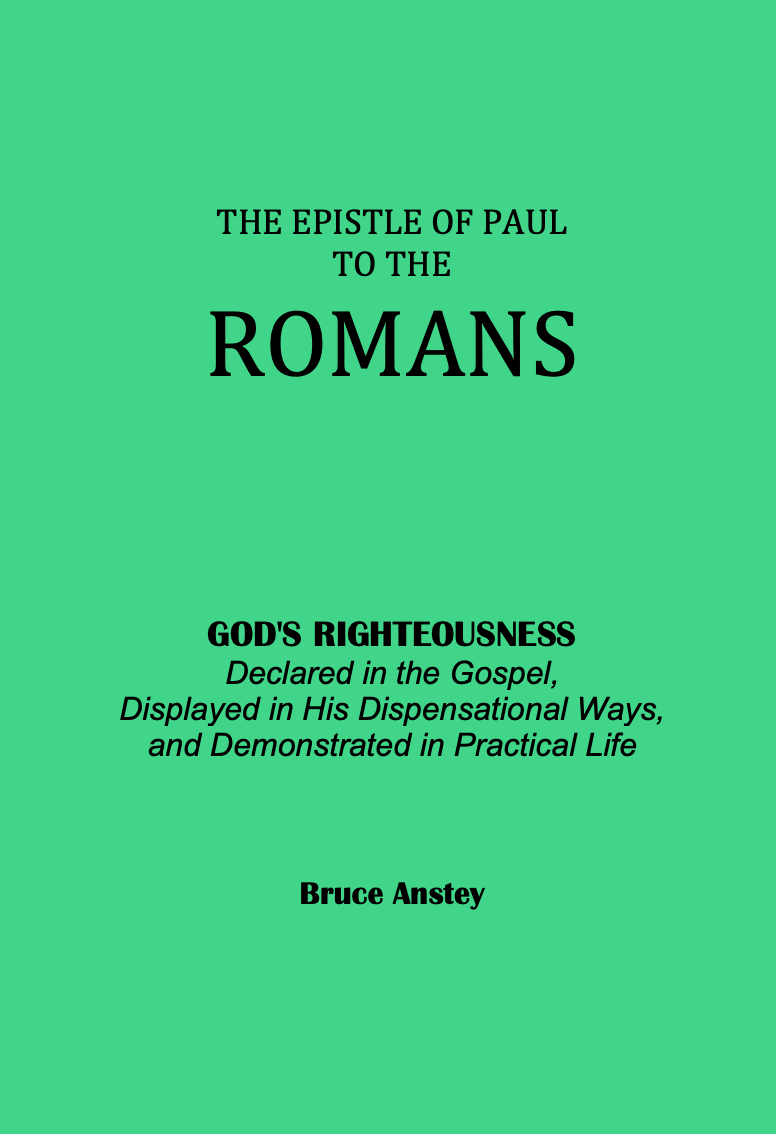 THE EPISTLE OF PAUL
TO THE
ROMANS
GOD'S RIGHTEOUSNESS
Declared in the Gospel,
Displayed in His Dispensational Ways,
and Demonstrated in Practical Life
Bruce Anstey